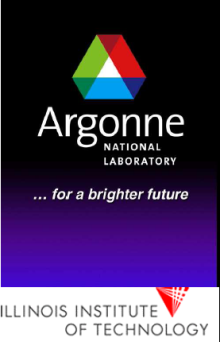 Argonne
NATIONAL
LABORATORY
... for a brighter future
ILLINOIS INSTITUTE
OF TECHNOLOGY